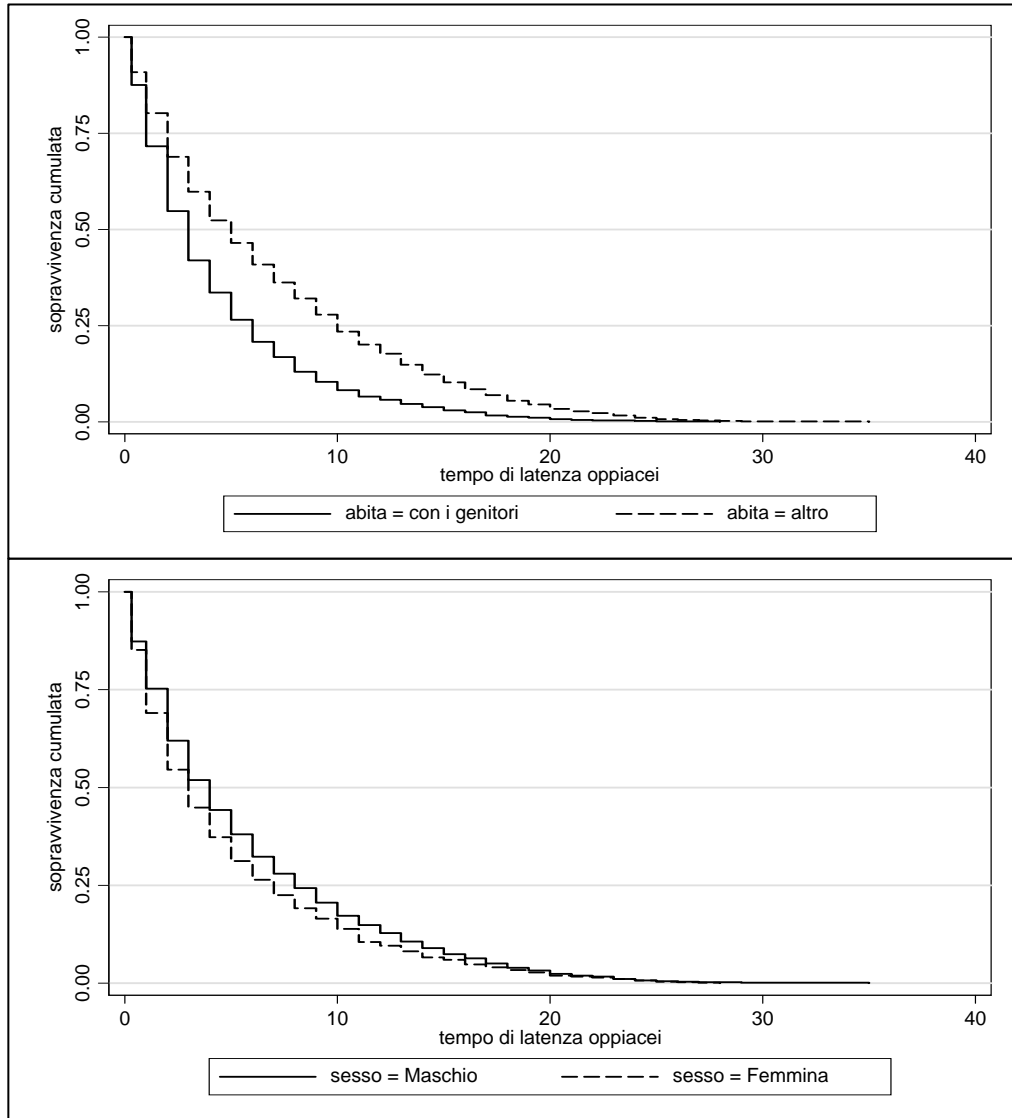 1.00
0.75
0.50
0.25
0.00
sopravvivenza cumulata
0 10 20 30 40
tempo di latenza oppiacei
abita = con i genitori abita = altro
1.00
0.75
0.50
0.25
0.00
sopravvivenza cumulata
0 10 20 30 40
tempo di latenza oppiacei
sesso = Maschio sesso = Femmina